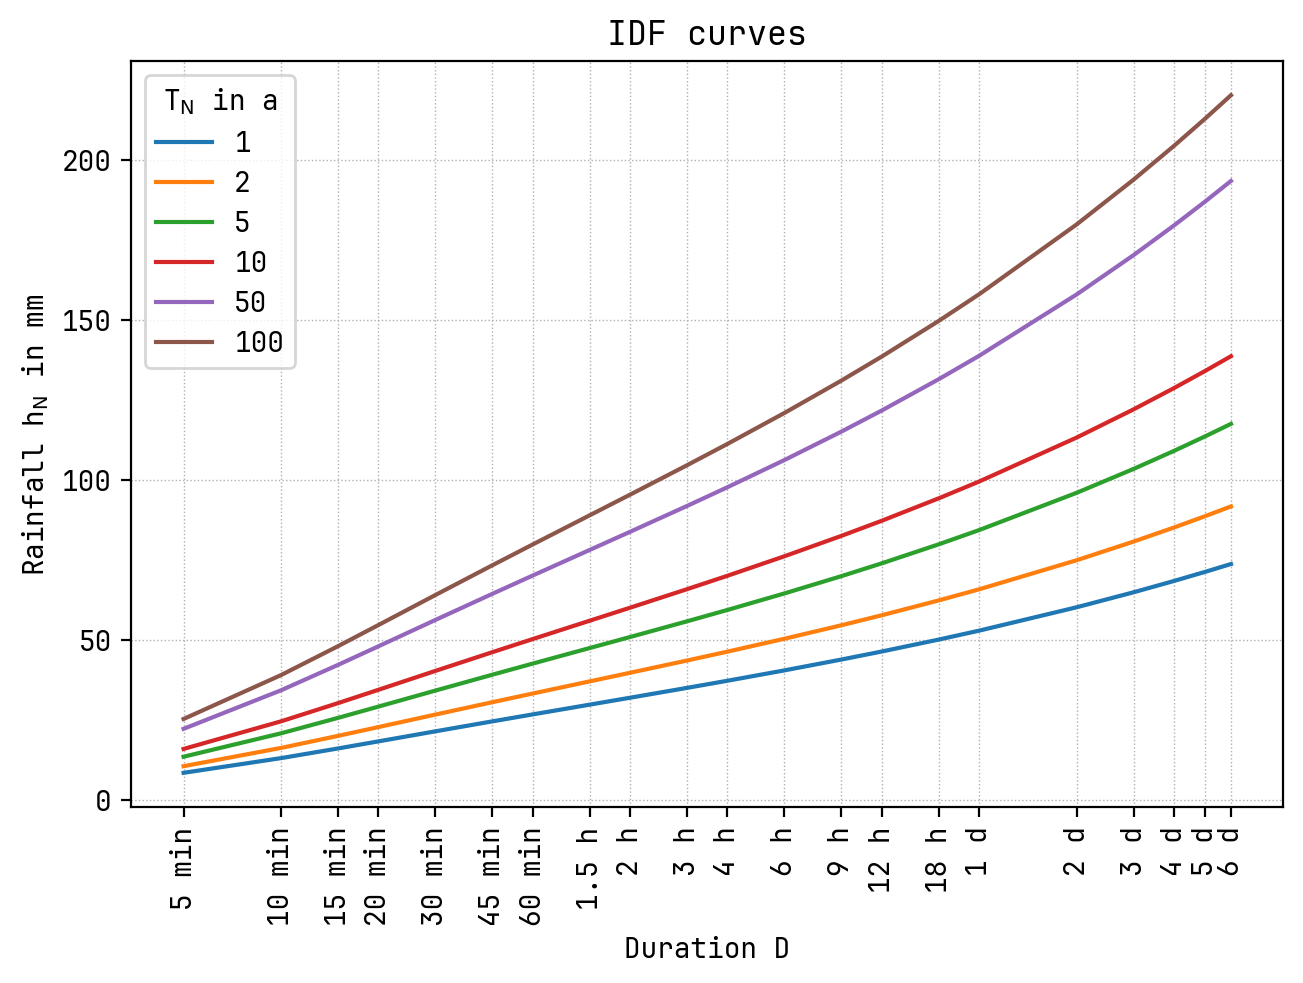 IDF curves
T_N in a
1
2
5
10
50
100
Rainfall h_N in mm
200
150
100
50
0
5 min
10 min
15 min
20 min
30 min
45 min
60 min
1.5 h
2 h
3 h
4 h
6 h
9 h
12 h
18 h
1 d
2 d
3 d
4 d
5 d
6 d
Duration D